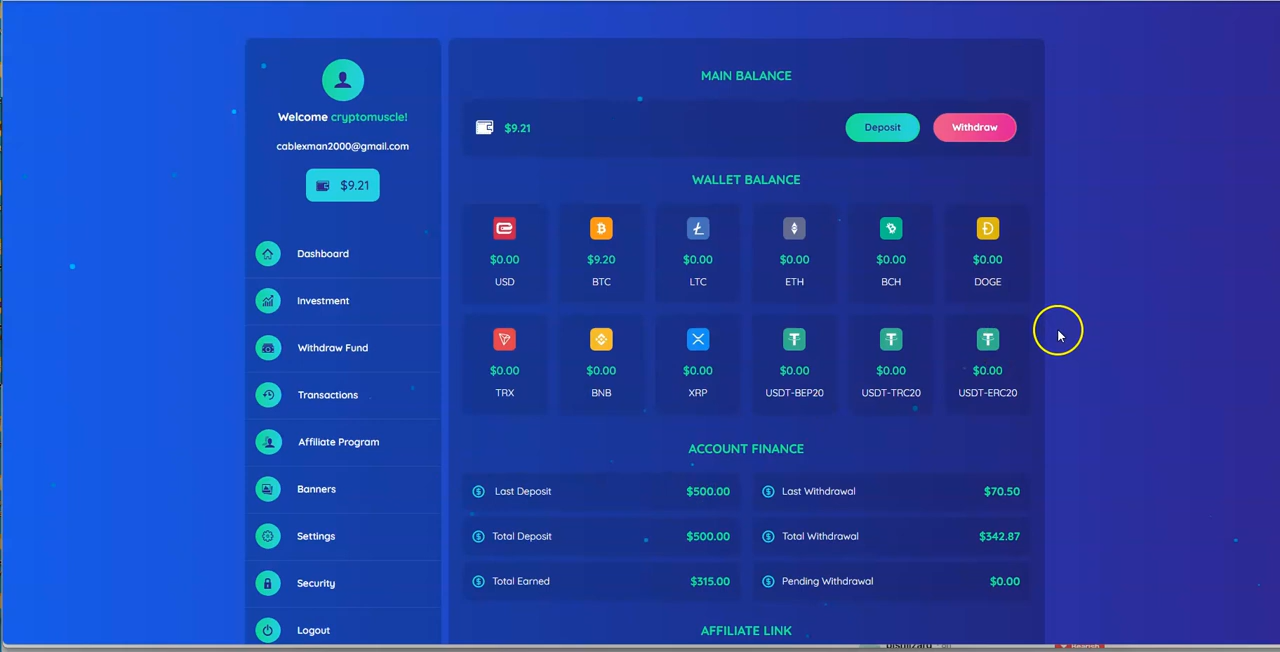 Welcome cryptomuscle!
cablexman2000@gmail.com
$9.21
Dashboard
Investment
Withdraw Fund
Transactions
Affiliate Program
Banners
Settings
Security
Logout
MAIN BALANCE
$9.21 Deposit Withdraw
WALLET BALANCE
$0.00 $9.20 $0.00 $0.00 $0.00 $0.00
USD BTC LTC ETH BCH DOGE
$0.00 $0.00 $0.00 $0.00 $0.00 $0.00
TRX BNB XRP USDT-BEP20 USDT-TRC20 USDT-ERC20
ACCOUNT FINANCE
Last Deposit $500.00 Last Withdrawal $70.50
Total Deposit $500.00 Total Withdrawal $342.87
Total Earned $315.00 Pending Withdrawal $0.00
AFFILIATE LINK